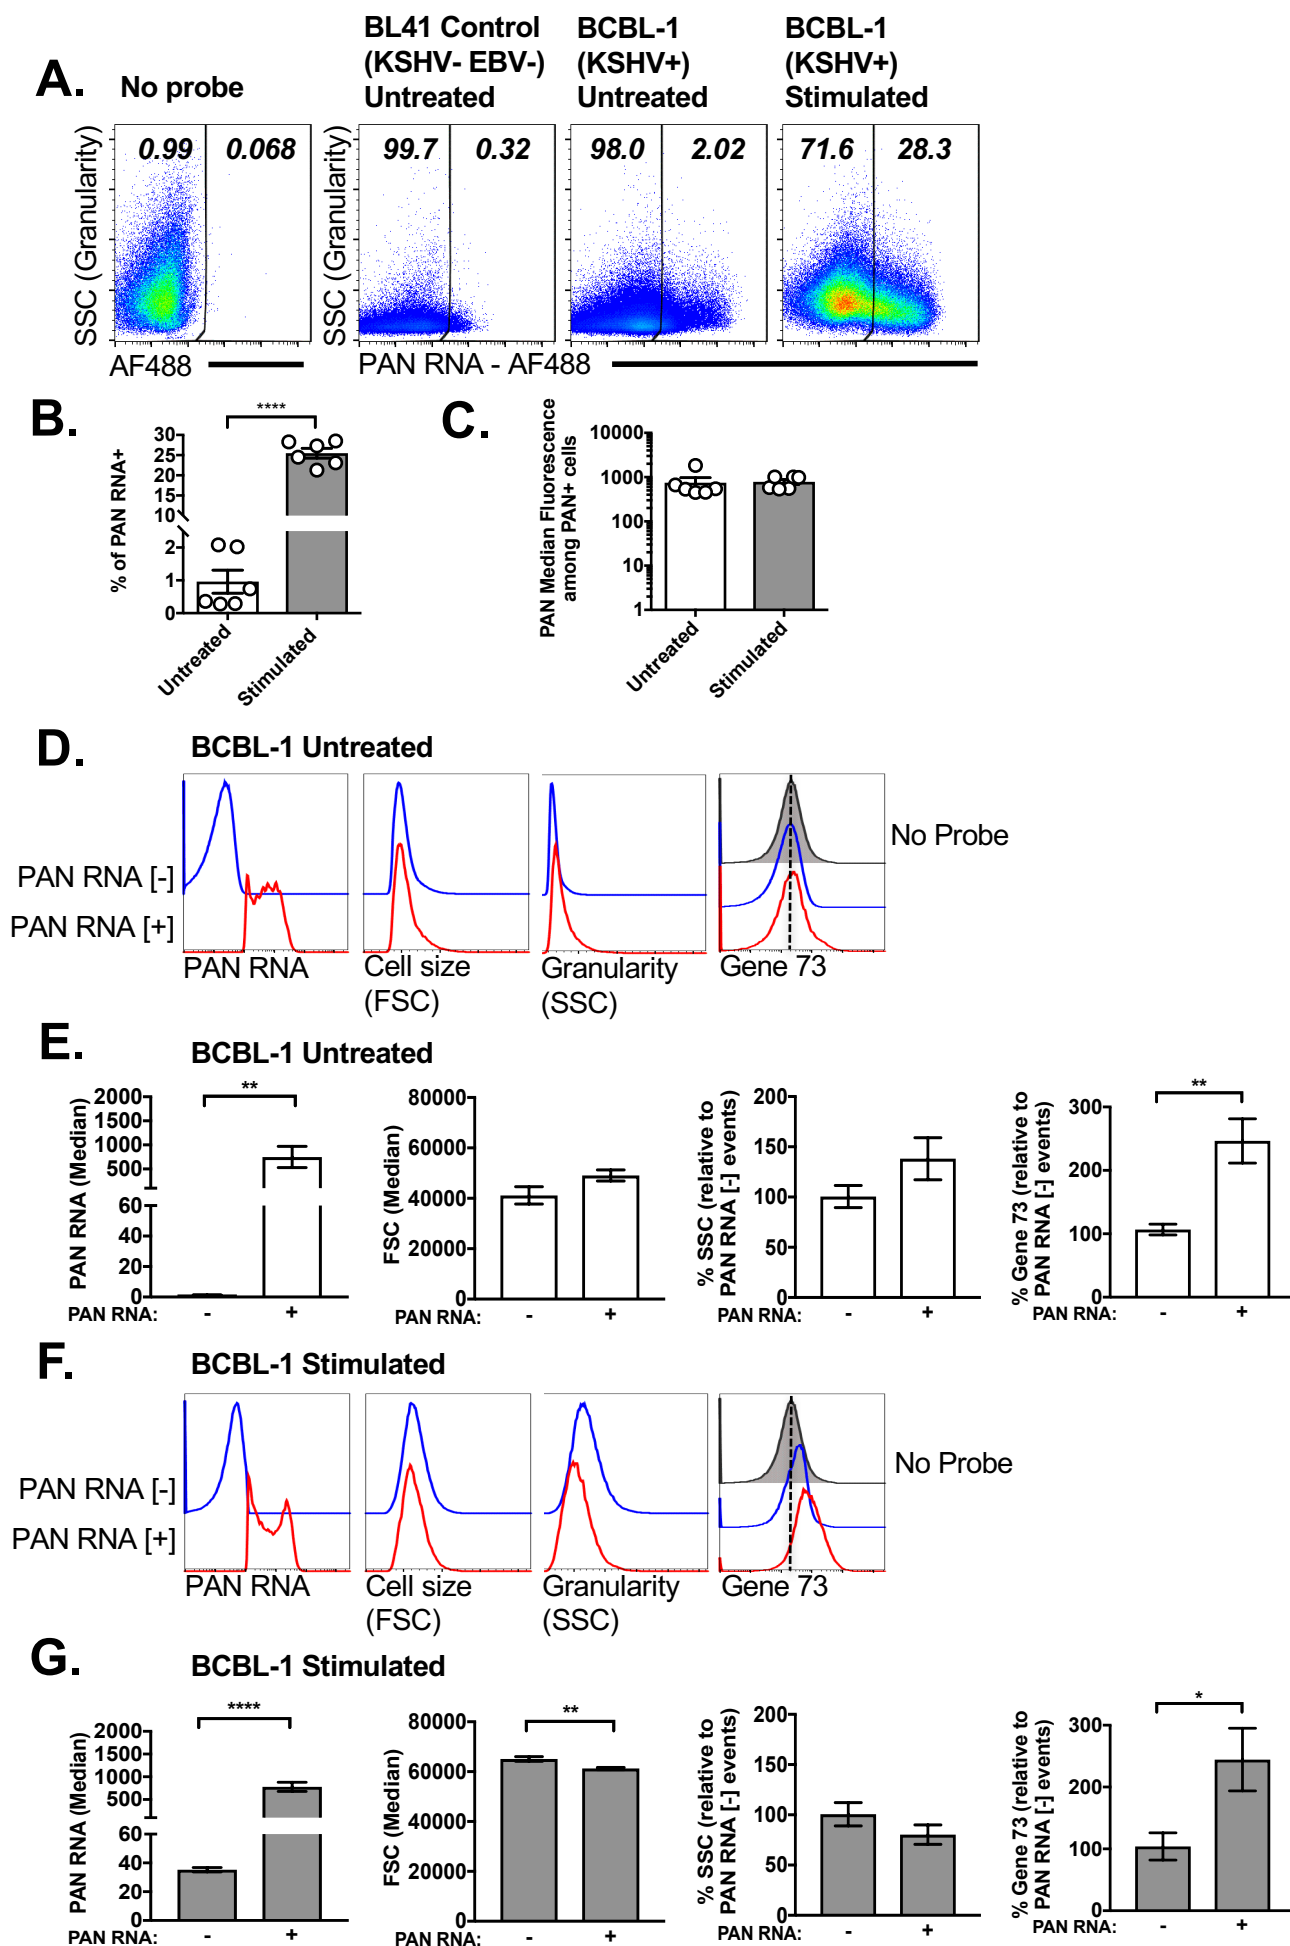 A.
No probe
BL41 Control
(KSHV- EBV-)
Untreated
BCBL-1
(KSHV+)
Untreated
BCBL-1
(KSHV+)
Stimulated
SSC (Granularity)
0.99 0.068
AF488
SSC (Granularity)
99.7 0.32
98.0 2.02
71.6 28.3
PAN RNA - AF488
B.
% of PAN RNA+
30
25
20
15
10
2
1
0
****
Untreated
Stimulated
C.
PAN Median Fluorescence
among PAN+ cells
10000
1000
100
10
1
Untreated
Stimulated
D.
BCBL-1 Untreated
No Probe
PAN RNA [-]
PAN RNA [+]
PAN RNA
Cell size
(FSC)
Granularity
(SSC)
Gene 73
E.
BCBL-1 Untreated
PAN RNA (Median)
2000
1500
1000
500
60
40
20
0
**
PAN RNA: - +
FSC (Median)
80000
60000
40000
20000
0
PAN RNA: - +
% SSC (relative to
PAN RNA [-] events)
200
150
100
50
0
PAN RNA: - +
% Gene 73 (relative to
PAN RNA [-] events)
300
200
100
0
**
PAN RNA: - +
F.
BCBL-1 Stimulated
No Probe
PAN RNA [-]
PAN RNA [+]
PAN RNA
Cell size
(FSC)
Granularity
(SSC)
Gene 73
G.
BCBL-1 Stimulated
PAN RNA (Median)
2000
1500
1000
500
60
40
20
0
****
PAN RNA: - +
FSC (Median)
80000
60000
40000
20000
0
**
PAN RNA: - +
% SSC (relative to
PAN RNA [-] events)
200
150
100
50
0
PAN RNA: - +
% Gene 73 (relative to
PAN RNA [-] events)
300
200
100
0
*
PAN RNA: - +